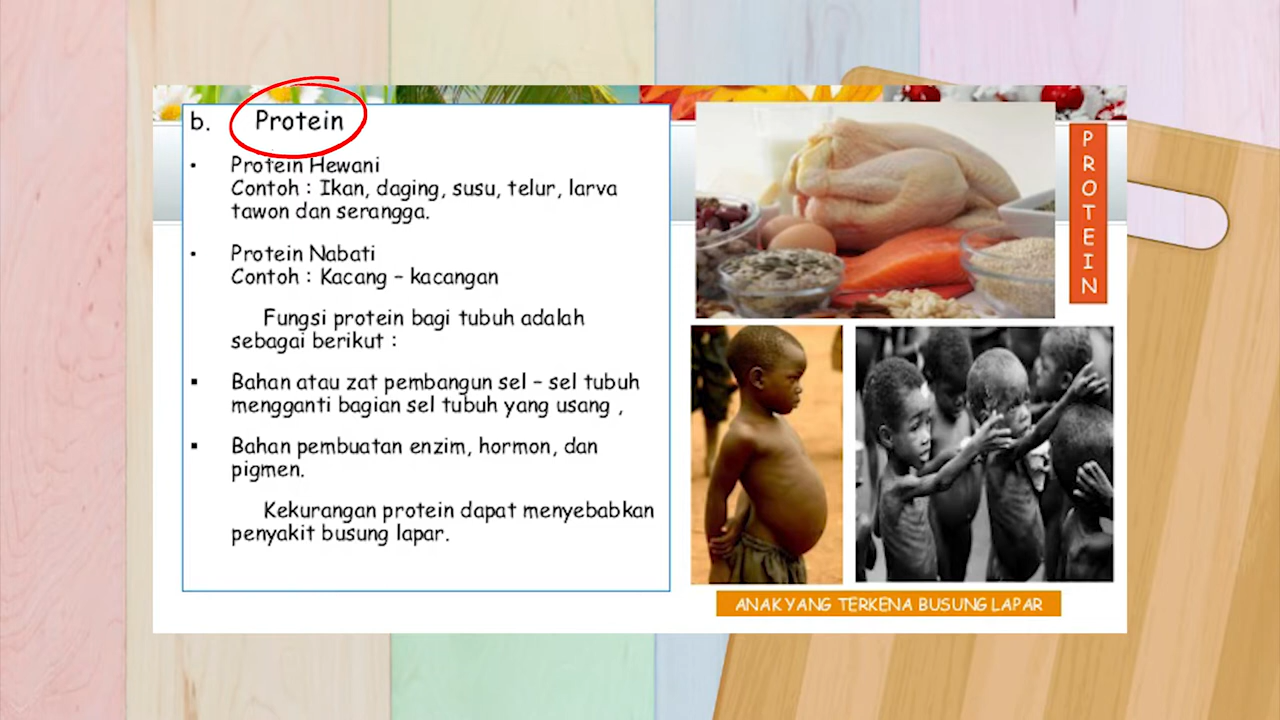 b. Protein
• Protein Hewani
Contoh : Ikan, daging, susu, telur, larva
tawon dan serangga.
• Protein Nabati
Contoh : Kacang – kacangan
Fungsi protein bagi tubuh adalah
sebagai berikut :
▪ Bahan atau zat pembangun sel – sel tubuh
mengganti bagian sel tubuh yang usang ,
▪ Bahan pembuatan enzim, hormon, dan
pigmen.
Kekurangan protein dapat menyebabkan
penyakit busung lapar.
PROTEIN
ANAK YANG TERKENA BUSUNG LAPAR